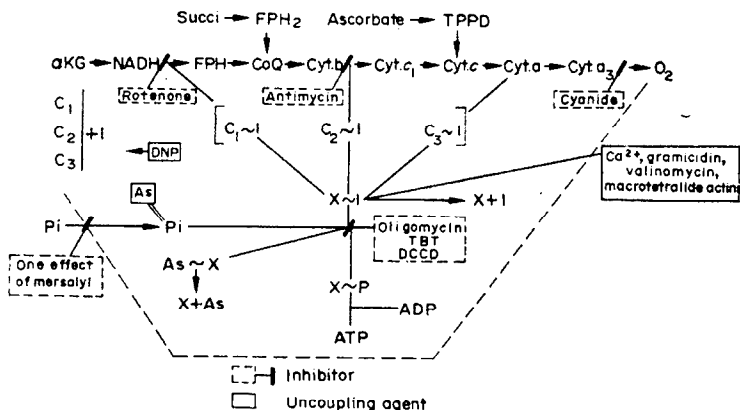 Succi → FPH2 Ascorbate → TPPD
αKG → NADH → FPH → CoQ → Cyt.b → Cyt.c1 → Cyt.c → Cyt.a → Cyt a3 → O2
Rotenone Antimycin Cyanide
C1
C2 +I
C3
DNP
C1~I C2~I C3~I
Ca2+, gramicidin,
valinomycin,
macrotetralide actins
X~I → X+I
As
Pi → Pi
Oligomycin
TBT
DCCD
One effect
of mersalyl
As~X
X+As
X~P
ADP
ATP
Inhibitor
Uncoupling agent